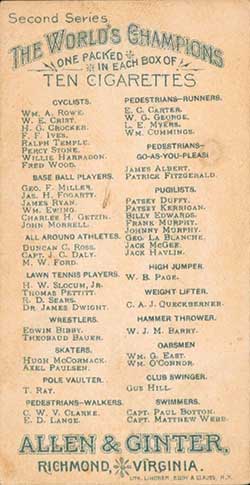 Second Series
THE WORLD'S CHAMPIONS
ONE PACKED IN EACH BOX OF
TEN CIGARETTES
CYCLISTS.
WM. A. ROWE.
W. E. CRIST.
H. G. CROCKER.
F. F. IVES.
RALPH TEMPLE.
PERCY STONE.
WILLIE HARRADON.
FRED WOOD.
BASE BALL PLAYERS.
GEO. F. MILLER.
JAS. H. FOGARTY.
JAMES RYAN.
WM. EWING.
CHARLES H. GETZIN.
JOHN MORRELL.
ALL AROUND ATHLETES.
DUNCAN C. ROSS.
CAPT. J. C. DALY.
M. W. FORD.
LAWN TENNIS PLAYERS.
H. W. SLOCUM, JR.
THOMAS PETTITT.
R. D. SEARS.
DR. JAMES DWIGHT.
WRESTLERS.
EDWIN BIBBY.
THEOBAUD BAUER.
SKATERS.
HUGH MCCORMACK.
AXEL PAULSEN.
POLE VAULTER.
T. RAY.
PEDESTRIANS-WALKERS.
C. W. V. CLARKE.
E. D. LANGE.
PEDESTRIANS-RUNNERS.
E. C. CARTER.
W. G. GEORGE.
L. E. MYERS.
WM. CUMMINGS.
PEDESTRIANS-
GO-AS-YOU-PLEASE
JAMES ALBERT.
PATRICK FITZGERALD.
PUGILISTS.
PATSEY DUFFY.
PATSEY KERRIGAN.
BILLY EDWARDS.
FRANK MURPHY.
JOHNNY MURPHY.
GEO. LA BLANCHE.
JACK MCGEE.
JACK HAVLIN.
HIGH JUMPER.
W. B. PAGE.
WEIGHT LIFTER.
C. A. J. QUECKBERNER.
HAMMER THROWER.
W. J. M. BARRY.
OARSMEN
WM. G. EAST.
WM. O'CONNOR.
CLUB SWINGER.
GUS HILL.
SWIMMERS.
CAPT. PAUL BOYTON.
CAPT. MATTHEW WEBB.
ALLEN & GINTER,
RICHMOND, VIRGINIA.
LITH. LINDNER, EDDY & CLAUSS, N.Y.